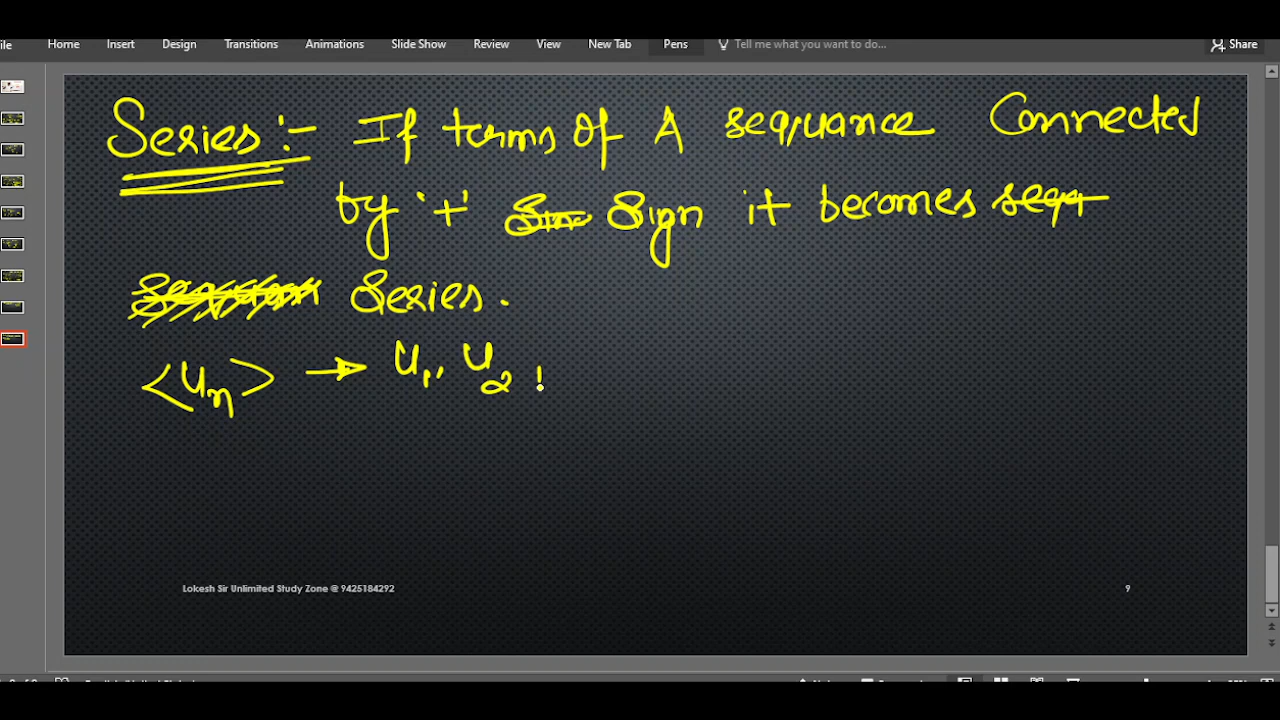 ile Home Insert Design Transitions Animations Slide Show Review View New Tab Pens Tell me what you want to do... Share
Series :- If terms of A sequance Connected
by '+' Sign it becomes
Series.
<Un> → U1, U2
Lokesh Sir Unlimited Study Zone @ 9425184292
9